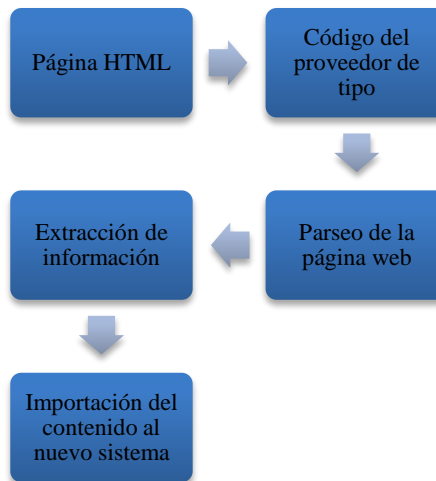 Página HTML
Código del
proveedor de
tipo
Parseo de la
página web
Extracción de
información
Importación del
contenido al
nuevo sistema